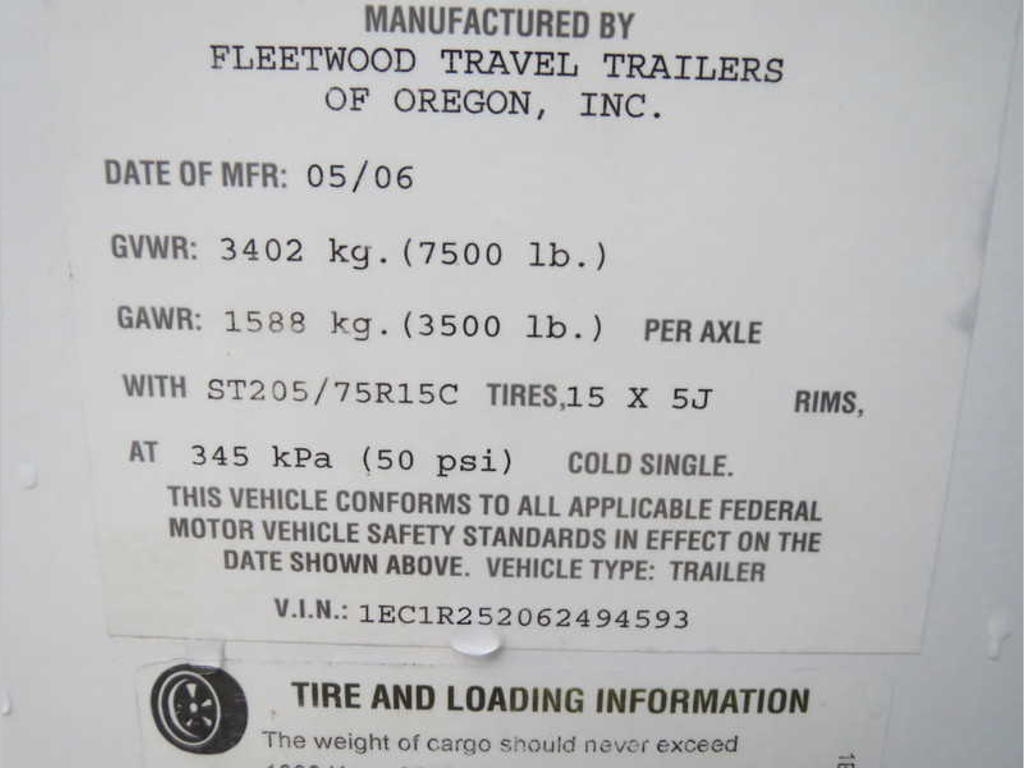 MANUFACTURED BY
FLEETWOOD TRAVEL TRAILERS
OF OREGON, INC.
DATE OF MFR: 05/06
GVWR: 3402 kg.(7500 lb.)
GAWR: 1588 kg.(3500 lb.) PER AXLE
WITH ST205/75R15C TIRES,15 X 5J RIMS,
AT 345 kPa (50 psi) COLD SINGLE.
THIS VEHICLE CONFORMS TO ALL APPLICABLE FEDERAL
MOTOR VEHICLE SAFETY STANDARDS IN EFFECT ON THE
DATE SHOWN ABOVE. VEHICLE TYPE: TRAILER
V.I.N.: 1EC1R252062494593
TIRE AND LOADING INFORMATION
The weight of cargo should never exceed